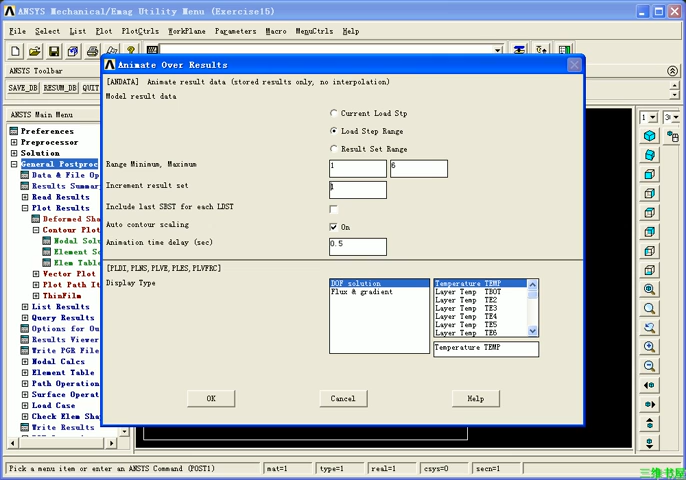 ANSYS Mechanical/Emag Utility Menu (Exercise15)
File Select List Plot PlotCtrls WorkPlane Parameters Macro MenuCtrls Help
ANSYS Toolbar
SAVE_DB RESUM_DB QUIT
ANSYS Main Menu
Preferences
Preprocessor
Solution
General Postproc
Data & File Op
Results Summar
Read Results
Plot Results
Deformed Sha
Contour Plot
Nodal Solu
Element S
Elem Table
Vector Plot
Plot Path It
ThinFilm
List Results
Query Results
Options for Ou
Results Viewer
Write PGR File
Nodal Calcs
Element Table
Path Operation
Surface Operat
Load Case
Check Elem Shap
Write Results
Animate Over Results
[ANDATA] Animate result data (stored results only, no interpolation)
Model result data
Current Load Stp
Load Step Range
Result Set Range
Range Minimum, Maximum 1 6
Increment result set 1
Include last SBST for each LDST
Auto contour scaling On
Animation time delay (sec) 0.5
[PLDI,PLNS,PLVE,PLES,PLVFRC]
Display Type
DOF solution
Flux & gradient
Temperature TEMP
Layer Temp TBOT
Layer Temp TE2
Layer Temp TE3
Layer Temp TE4
Layer Temp TE5
Layer Temp TE6
Temperature TEMP
OK Cancel Help
1
Pick a menu item or enter an ANSYS Command (POST1) mat=1 type=1 real=1 csys=0 secn=1
三维书屋